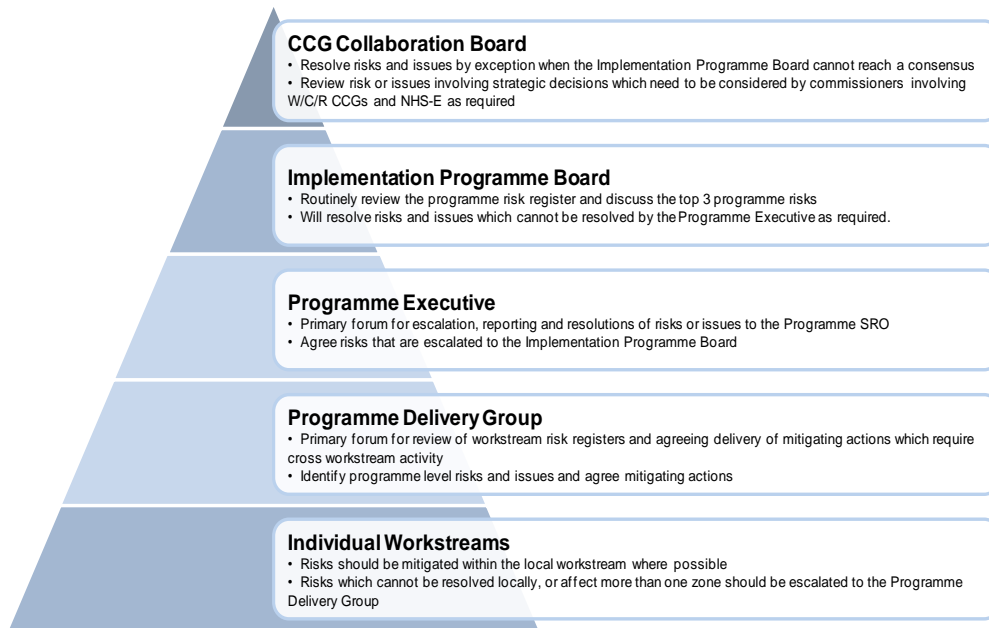 CCG Collaboration Board
• Resolve risks and issues by exception when the Implementation Programme Board cannot reach a consensus
• Review risk or issues involving strategic decisions which need to be considered by commissioners involving
W/C/R CCGs and NHS-E as required
Implementation Programme Board
• Routinely review the programme risk register and discuss the top 3 programme risks
• Will resolve risks and issues which cannot be resolved by the Programme Executive as required.
Programme Executive
• Primary forum for escalation, reporting and resolutions of risks or issues to the Programme SRO
• Agree risks that are escalated to the Implementation Programme Board
Programme Delivery Group
• Primary forum for review of workstream risk registers and agreeing delivery of mitigating actions which require
cross workstream activity
• Identify programme level risks and issues and agree mitigating actions
Individual Workstreams
• Risks should be mitigated within the local workstream where possible
• Risks which cannot be resolved locally, or affect more than one zone should be escalated to the Programme
Delivery Group